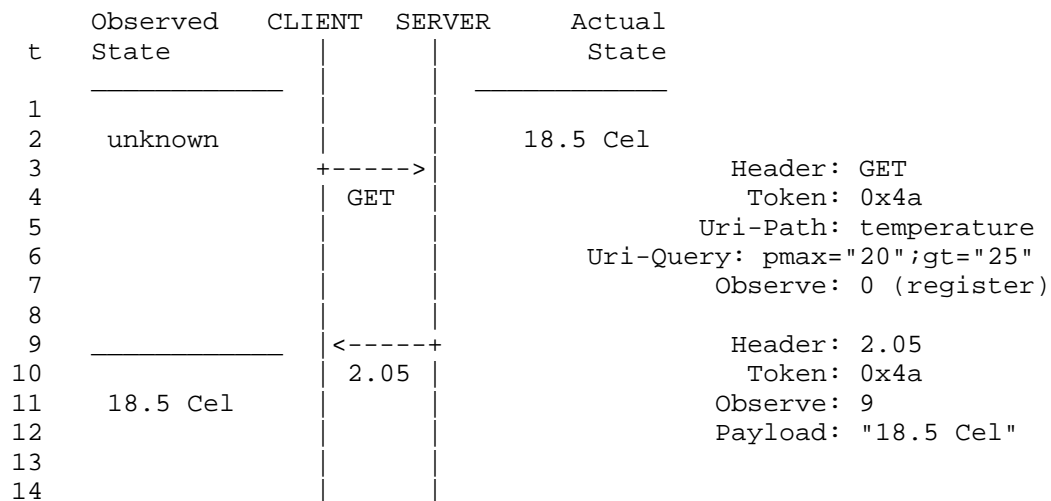 Observed   CLIENT  SERVER     Actual
 t    State         |      |         State
      ____________  |      |  ____________
 1                  |      |
 2     unknown      |      |     18.5 Cel
 3                  +----->|                  Header: GET
 4                  | GET  |                   Token: 0x4a
 5                  |      |                Uri-Path: temperature
 6                  |      |         Uri-Query: pmax="20";gt="25"
 7                  |      |                 Observe: 0 (register)
 8                  |      |
 9    ____________  |<-----+                  Header: 2.05
10                  | 2.05 |                   Token: 0x4a
11     18.5 Cel     |      |                 Observe: 9
12                  |      |                 Payload: "18.5 Cel"
13                  |      |
14                  |      |